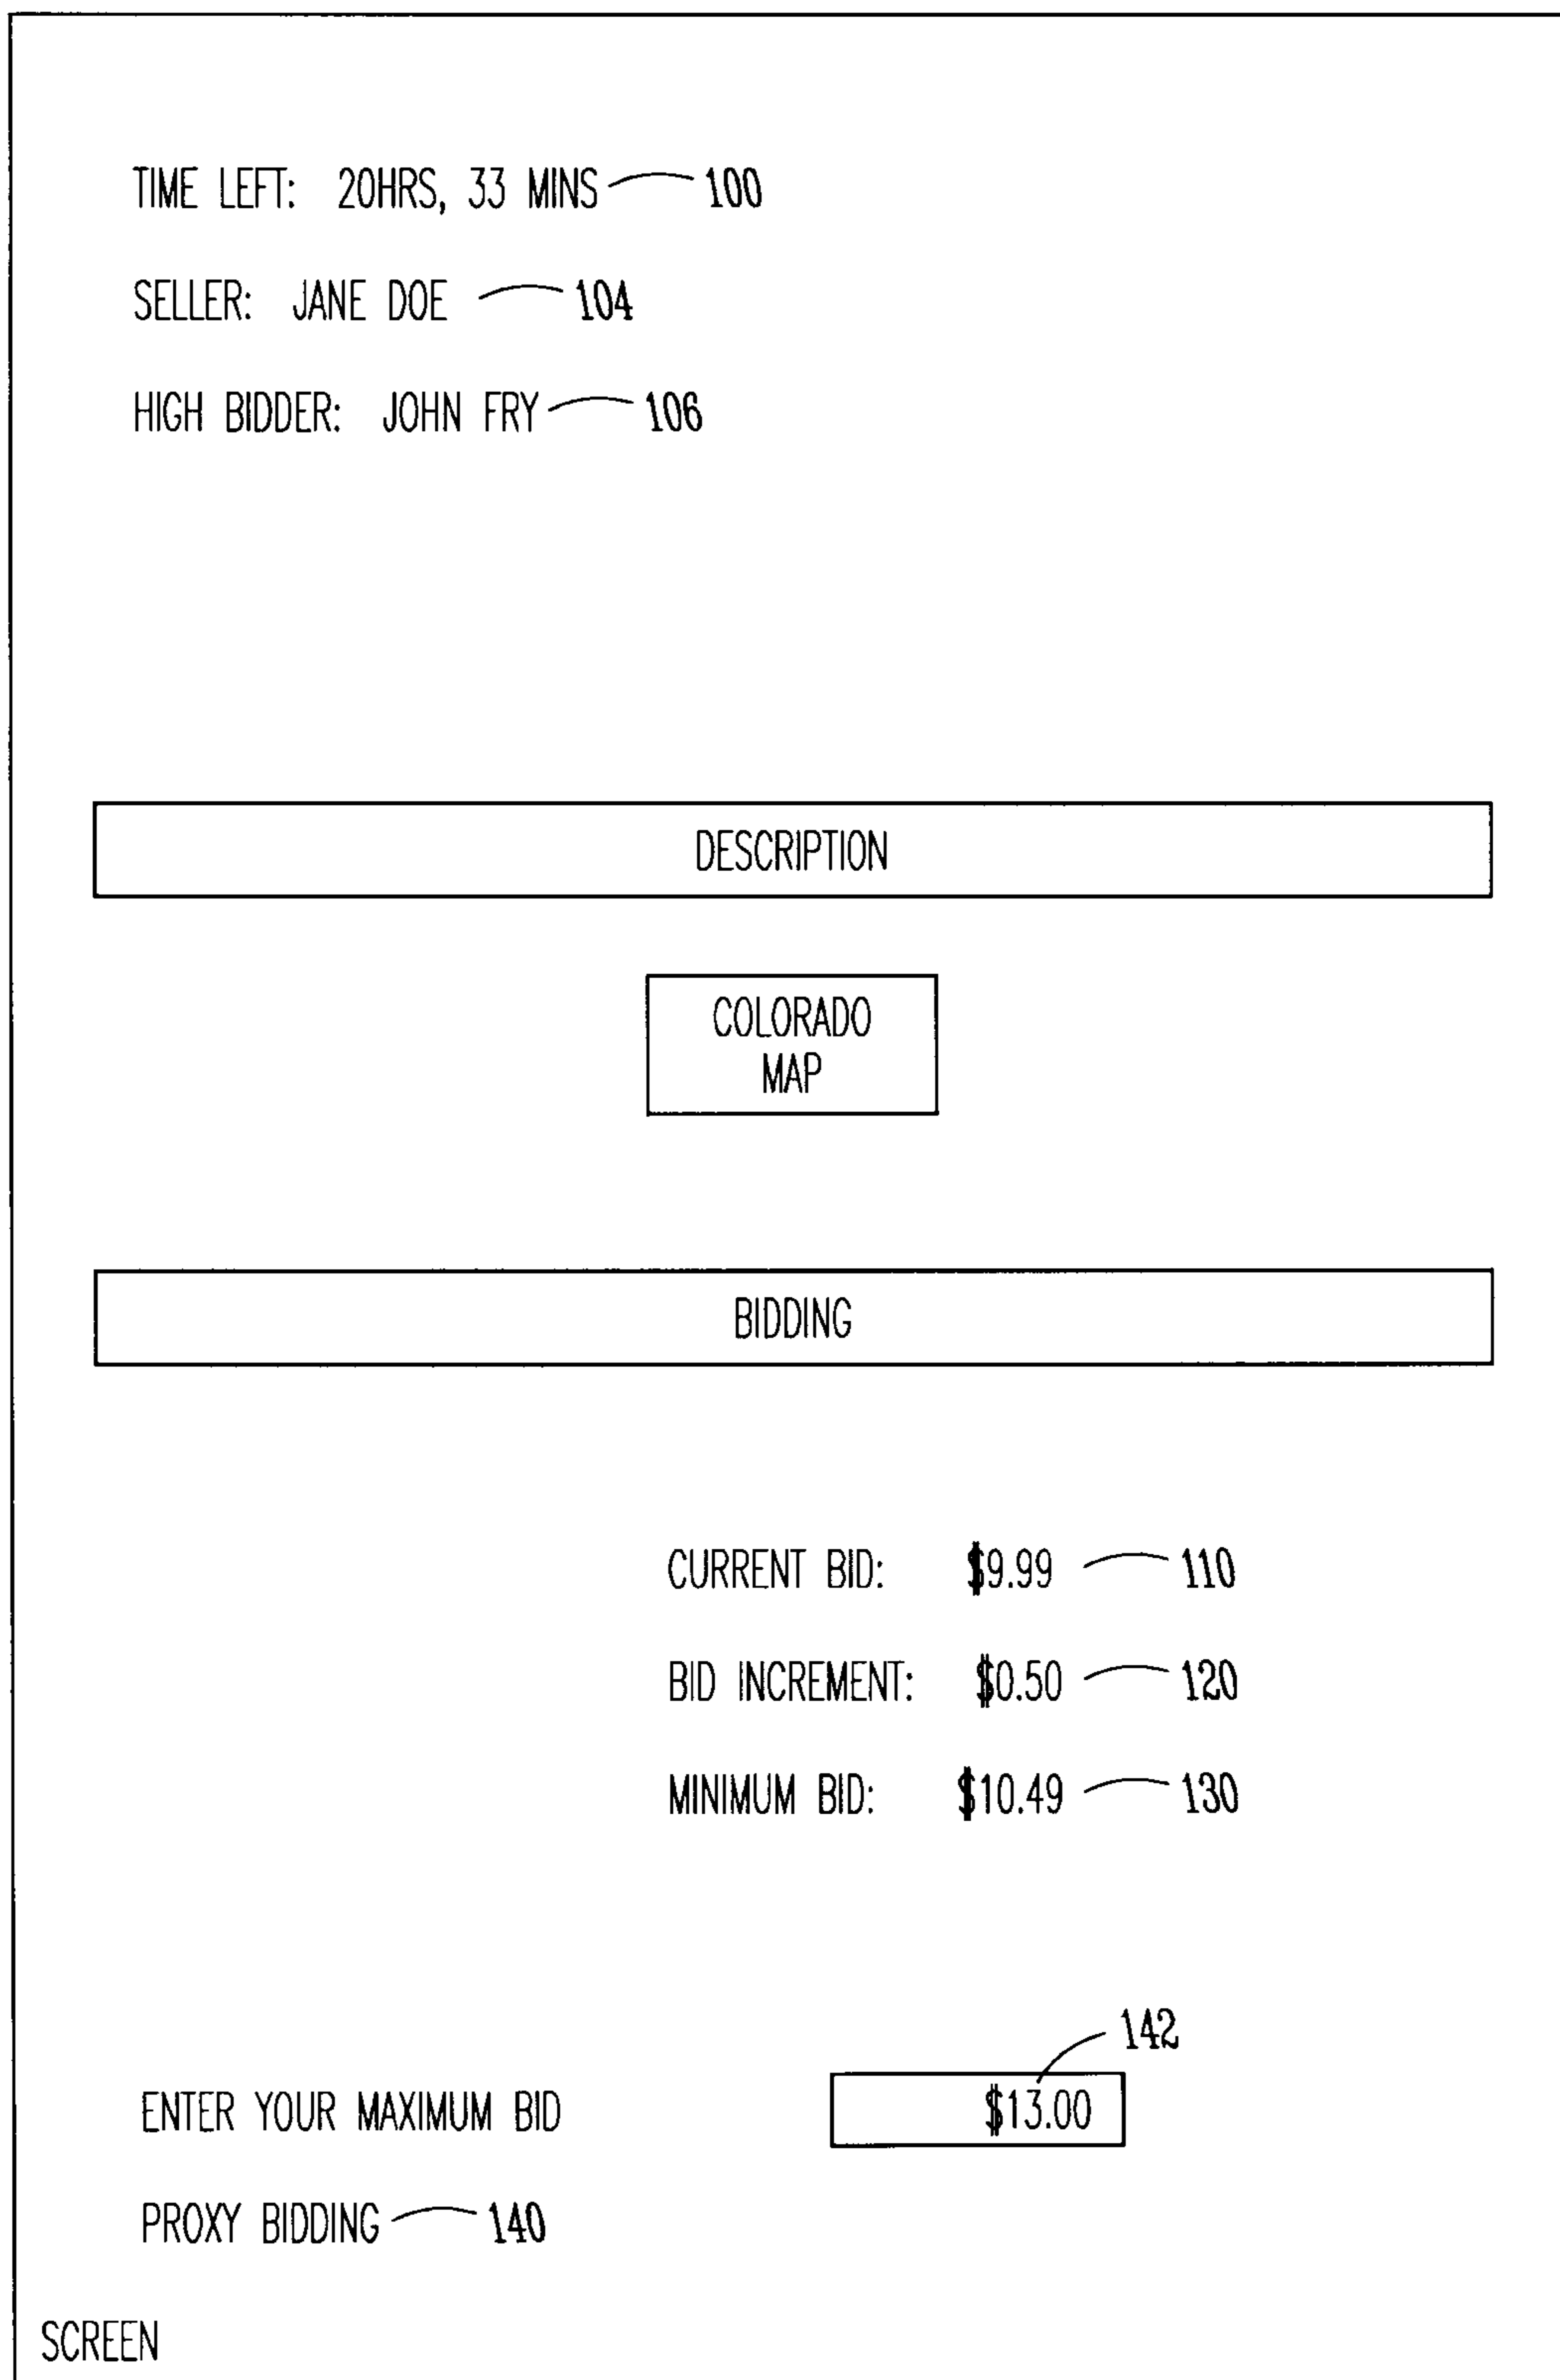 TIME LEFT: 20HRS, 33 MINS 100
SELLER: JANE DOE 104
HIGH BIDDER: JOHN FRY 106
DESCRIPTION
COLORADO
MAP
BIDDING
CURRENT BID: $9.99 110
BID INCREMENT: $0.50 120
MINIMUM BID: $10.49 130
142
ENTER YOUR MAXIMUM BID $13.00
PROXY BIDDING 140
SCREEN